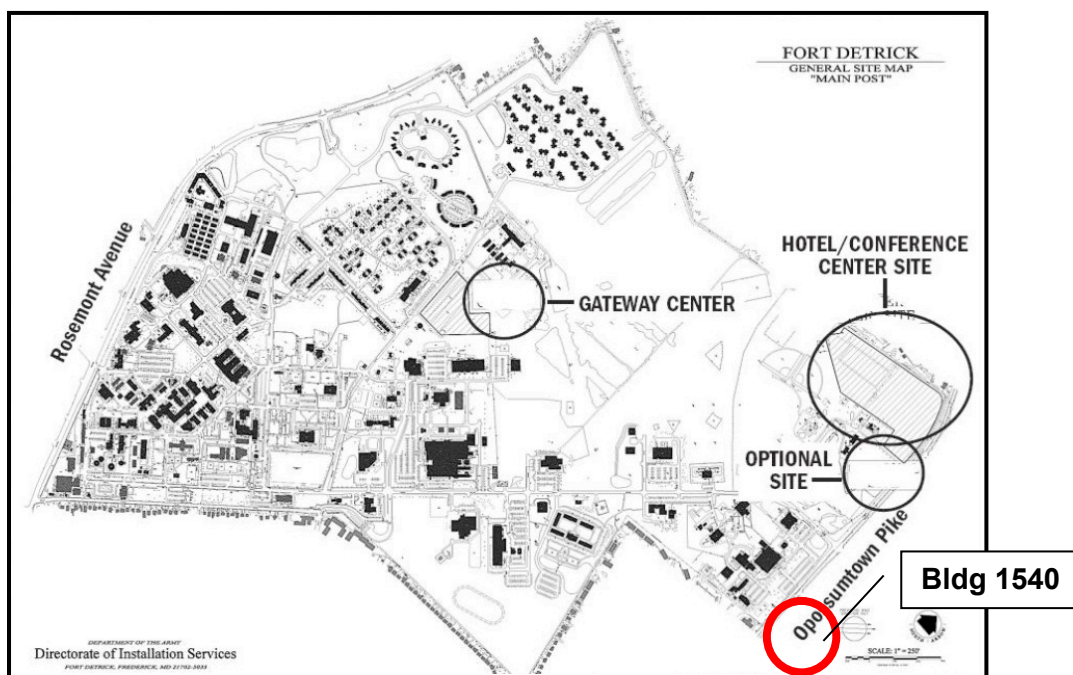 FORT DETRICK
GENERAL SITE MAP
"MAIN POST"
HOTEL/CONFERENCE
CENTER SITE
Rosemont Avenue
GATEWAY CENTER
OPTIONAL
SITE
Opossumtown Pike
Bldg 1540
DEPARTMENT OF THE ARMY
Directorate of Installation Services
FORT DETRICK, FREDERICK, MD 21702-5033
SCALE: 1" = 250'